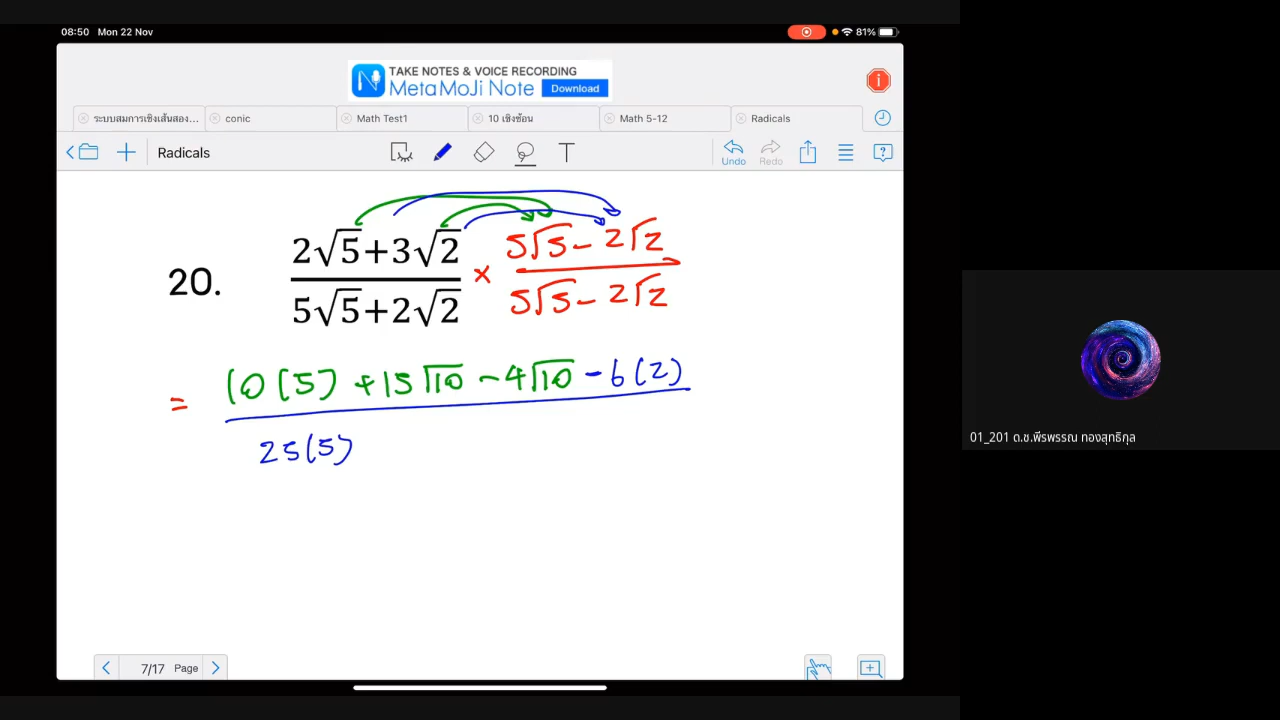 08:50 Mon 22 Nov 81%
TAKE NOTES & VOICE RECORDING
MetaMoJi Note Download
ระบบสมการเชิงเส้นสอง... conic Math Test1 10 เชิงซ้อน Math 5-12 Radicals
Radicals T Undo Redo
20. (2√5+3√2)/(5√5+2√2) × (5√5-2√2)/(5√5-2√2)
= 10(5) +15√10 -4√10 -6(2)
25(5)
01_201 ด.ช.พีรพรรณ ทองสุทธิกุล
7/17 Page